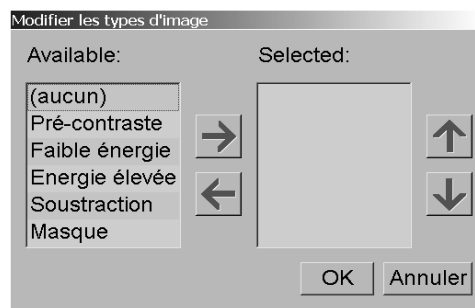 Modifier les types d'image
Available:
Selected:
(aucun)
Pré-contraste
Faible énergie
Energie élevée
Soustraction
Masque
OK
Annuler